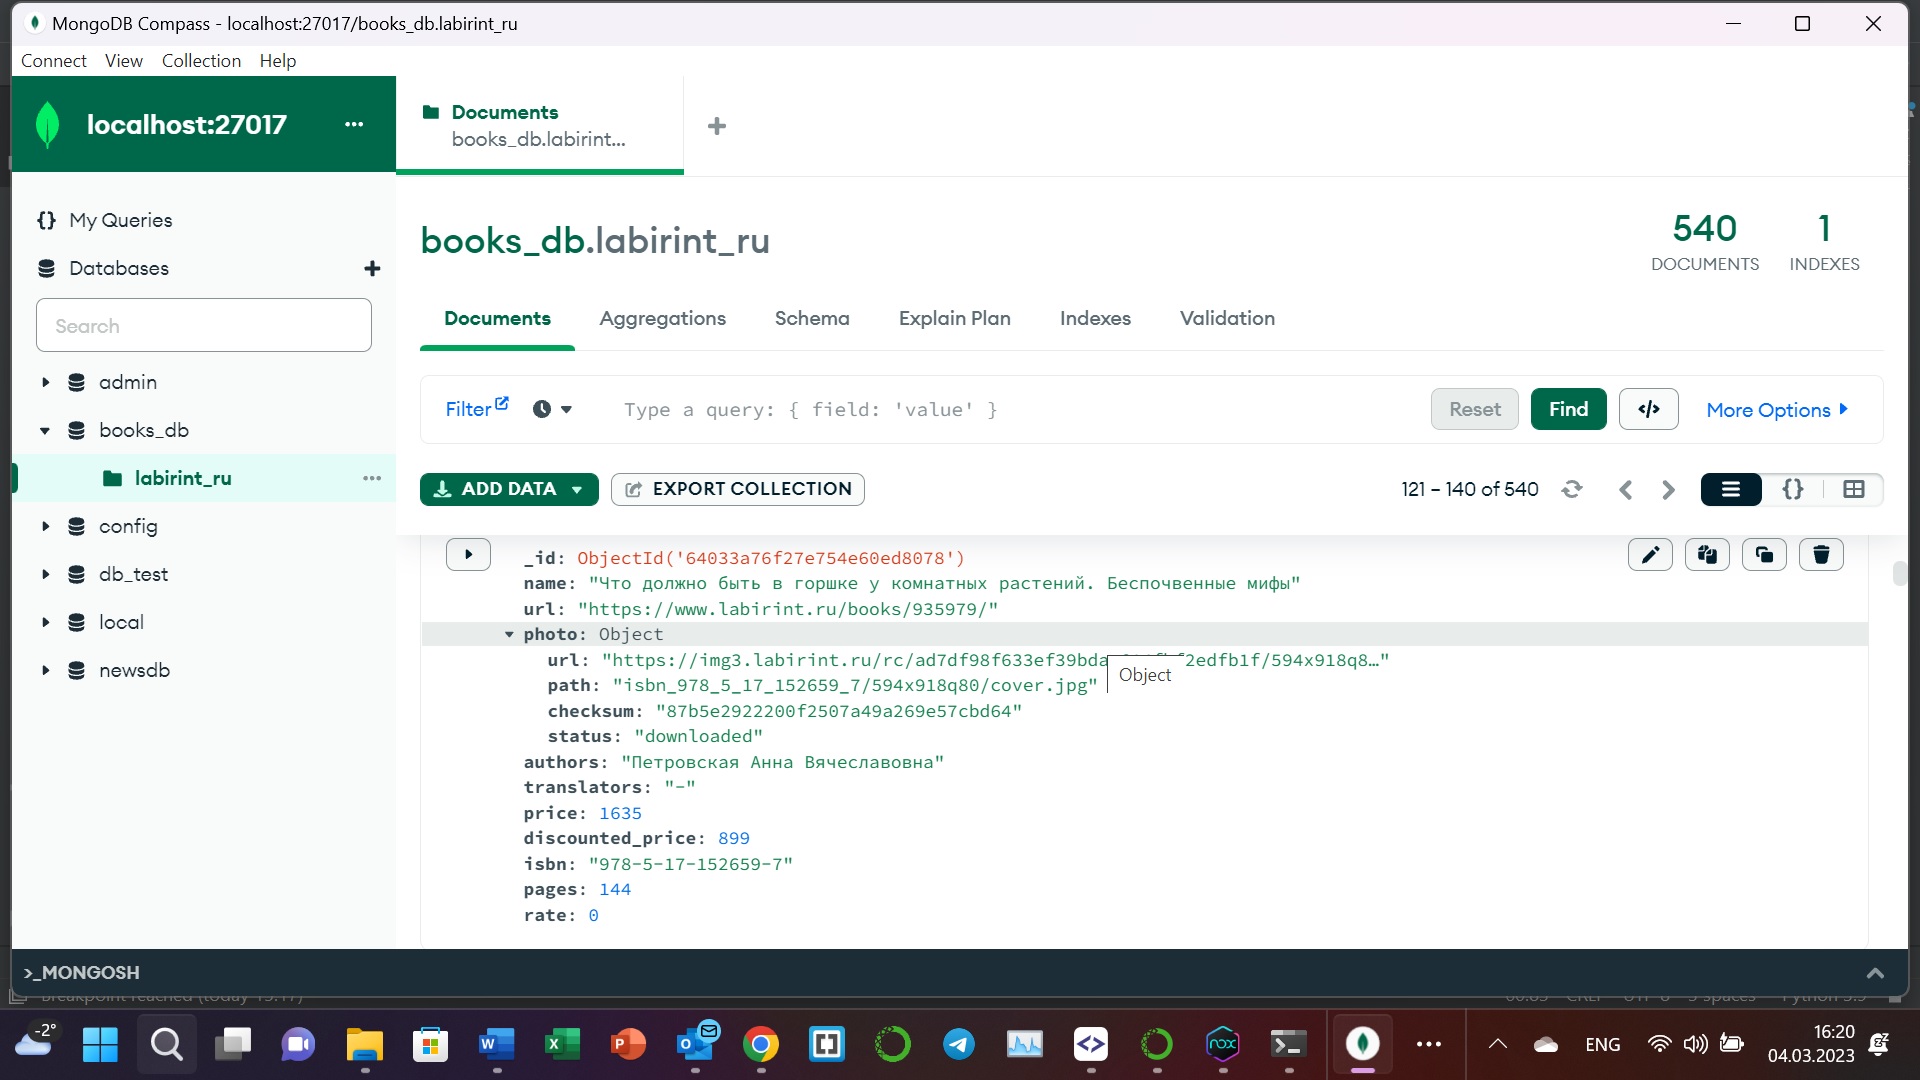 MongoDB Compass - localhost:27017/books_db.labirint_ru
Connect View Collection Help
localhost:27017 ...
Documents
books_db.labirint...
My Queries
Databases
Search
admin
books_db
labirint_ru
config
db_test
local
newsdb
books_db.labirint_ru
540
DOCUMENTS
1
INDEXES
Documents Aggregations Schema Explain Plan Indexes Validation
Filter Type a query: { field: 'value' } Reset Find </> More Options
ADD DATA EXPORT COLLECTION 121 – 140 of 540 {}
_id: ObjectId('64033a76f27e754e60ed8078')
name: "Что должно быть в горшке у комнатных растений. Беспочвенные мифы"
url: "https://www.labirint.ru/books/935979/"
photo: Object
url: "https://img3.labirint.ru/rc/ad7df98f633ef39bda 2edfb1f/594x918q8…"
Object
path: "isbn_978_5_17_152659_7/594x918q80/cover.jpg"
checksum: "87b5e2922200f2507a49a269e57cbd64"
status: "downloaded"
authors: "Петровская Анна Вячеславовна"
translators: "-"
price: 1635
discounted_price: 899
isbn: "978-5-17-152659-7"
pages: 144
rate: 0
>_MONGOSH
-2°
ENG
16:20
04.03.2023